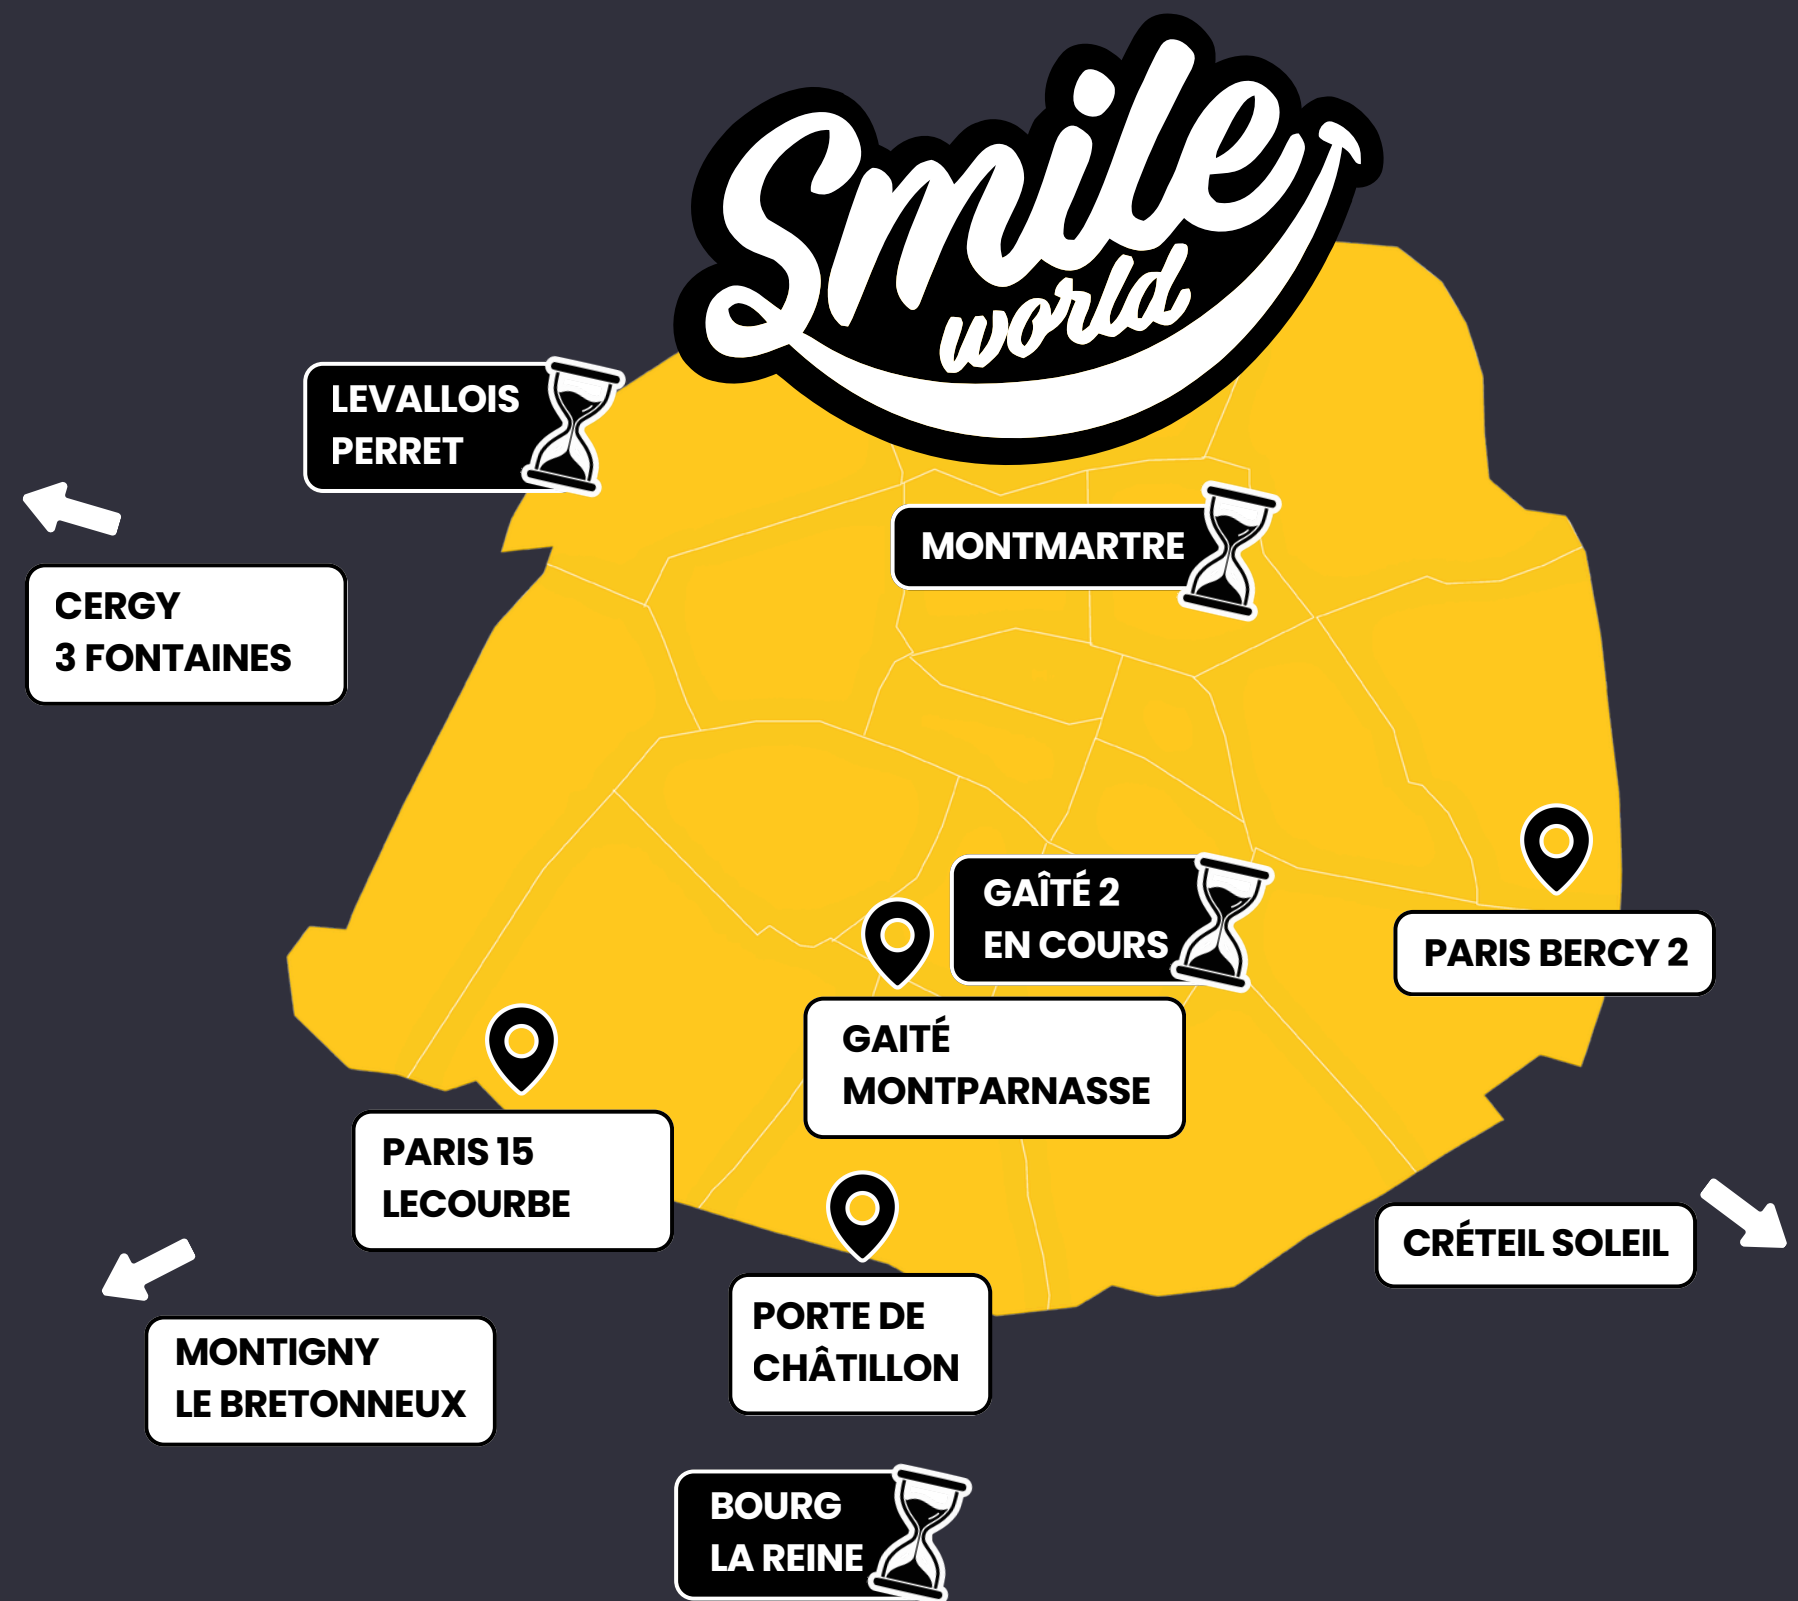 Smile
world
LEVALLOIS
PERRET
MONTMARTRE
CERGY
3 FONTAINES
GAÎTÉ 2
EN COURS
PARIS BERCY 2
GAITÉ
MONTPARNASSE
PARIS 15
LECOURBE
CRÉTEIL SOLEIL
PORTE DE
CHÂTILLON
MONTIGNY
LE BRETONNEUX
BOURG
LA REINE